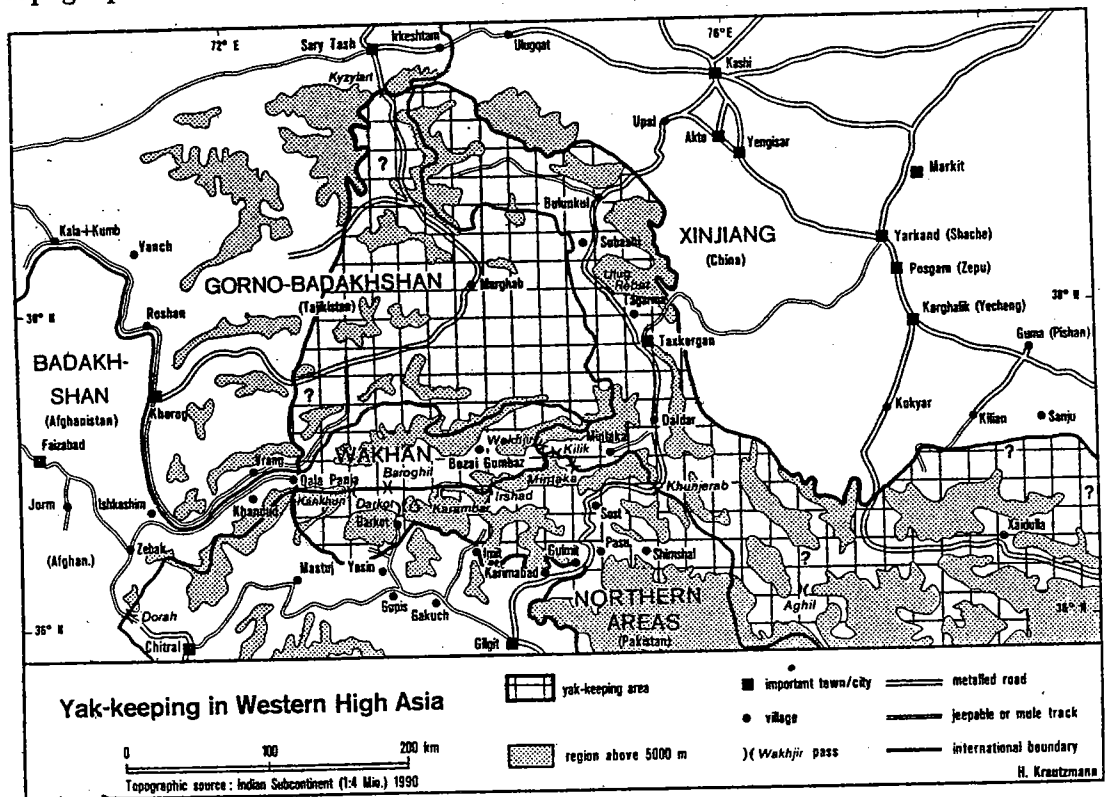 72° E
76° E
Sary Tash
Irkeshtam
Ulugqat
Kashi
Kyzylart
Upal
Akto
Yengisar
Markit
?
Bulunkul
Kala-i-Kumb
Vanch
Subashi
XINJIANG
(China)
Yarkand (Shache)
Posgam (Zepu)
GORNO-BADAKHSHAN
(Tajikistan)
Murghab
Ulug
Rabat
Tagarma
38° N
38° N
Roshan
Karghalik (Yecheng)
Guma (Pishan)
Taxkorgan
BADAKH-
SHAN
(Afghanistan)
Khorog
?
Kokyar
Kilian
Sanju
Faizabad
Daldar
WAKHAN
Wakhjir
Mintaka
Kilik
?
Vrang
Baroghil
Bozai Gumbaz
Qala Panja
Mintaka
Khunjerab
?
Jorm
Ishkashim
Khandud
Kankhun
Darkot
Darkot
Karambar
Irshad
Sost
Xaidulla
(Afghan.)
Zebak
Imit
Gulmit
Pasu
Shimshal
?
Mastuj
Yasin
Karimabad
Gupis
Gakuch
NORTHERN
AREAS
(Pakistan)
Aghil
Dorah
36° N
36° N
Chitral
Gilgit
Yak-keeping in Western High Asia
0 100 200 km
Topographic source : Indian Subcontinent (1:4 Mio.) 1990
yak-keeping area
region above 5000 m
important town/city
village
)( Wakhjir pass
metalled road
jeepable or mule track
international boundary
H. Kreutzmann